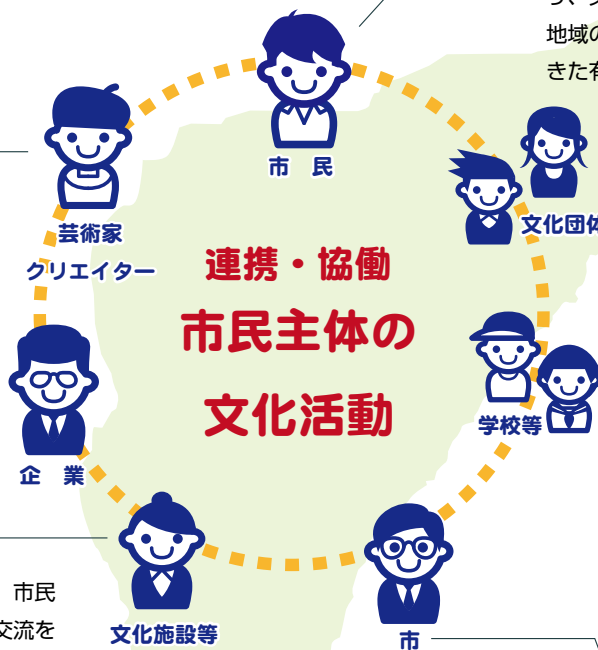 地域の
きた有
市 民
芸術家
クリエイター
文化団体
連携・協働
市民主体の
文化活動
学校等
企 業
市民
交流を
文化施設等
市